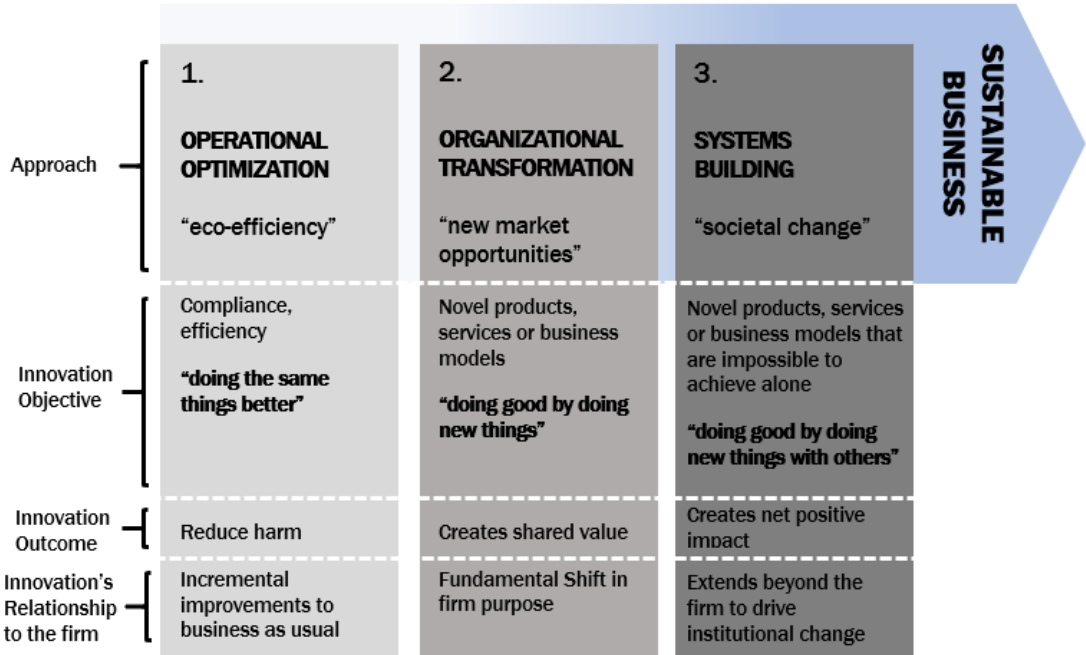 SUSTAINABLE
BUSINESS
Approach
1.
OPERATIONAL
OPTIMIZATION
“eco-efficiency”
2.
ORGANIZATIONAL
TRANSFORMATION
“new market
opportunities”
3.
SYSTEMS
BUILDING
“societal change”
Innovation
Objective
Compliance,
efficiency
“doing the same
things better”
Novel products,
services or business
models
“doing good by doing
new things”
Novel products, services
or business models that
are impossible to
achieve alone
“doing good by doing
new things with others”
Innovation
Outcome
Reduce harm
Creates shared value
Creates net positive
impact
Innovation’s
Relationship
to the firm
Incremental
improvements to
business as usual
Fundamental Shift in
firm purpose
Extends beyond the
firm to drive
institutional change